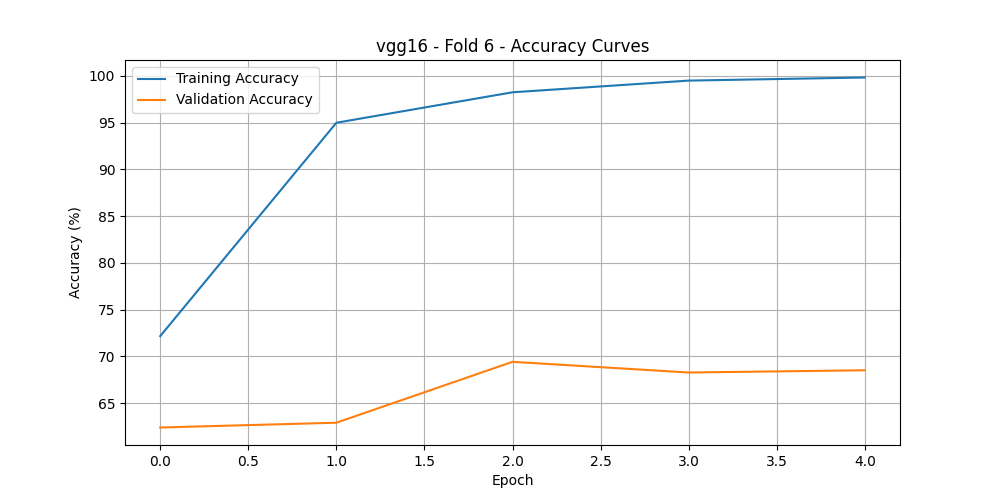 vgg16 - Fold 6 - Accuracy Curves
Training Accuracy
Validation Accuracy
Accuracy (%)
100
95
90
85
80
75
70
65
0.0 0.5 1.0 1.5 2.0 2.5 3.0 3.5 4.0
Epoch